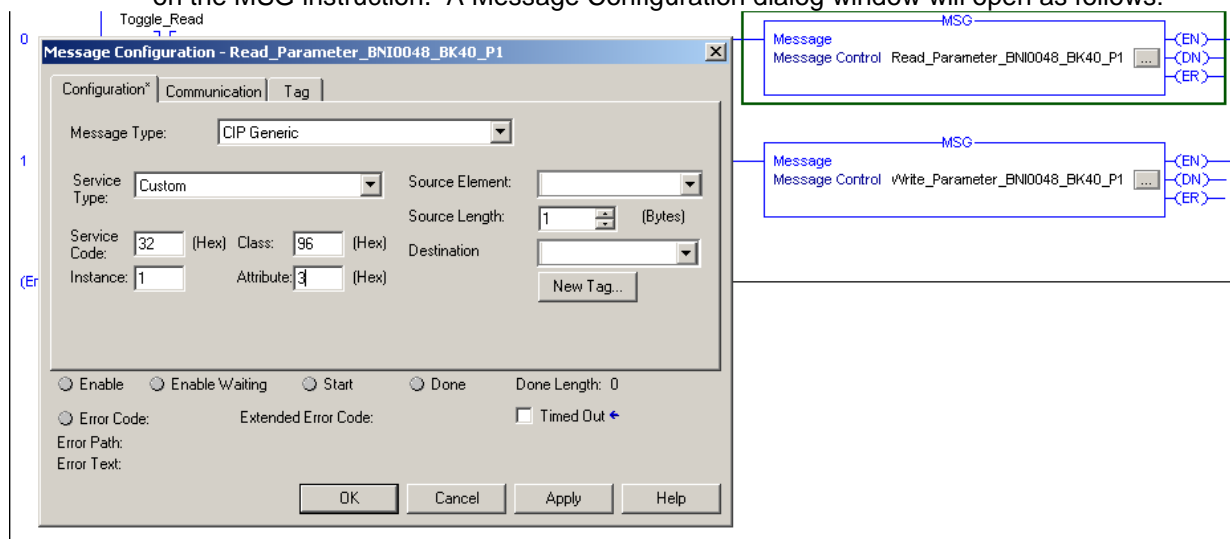 on the MSG instruction. A Message Configuration dialog window will open as follows:
Toggle_Read
0
Message Configuration - Read_Parameter_BNI0048_BK40_P1
Configuration* Communication Tag
Message Type: CIP Generic
Service Type: Custom
Source Element:
Source Length: 1 (Bytes)
Service Code: 32 (Hex) Class: 96 (Hex)
Destination
Instance: 1 Attribute: 3 (Hex)
New Tag...
Enable Enable Waiting Start Done Done Length: 0
Error Code: Extended Error Code: Timed Out
Error Path:
Error Text:
OK Cancel Apply Help
MSG
Message
Message Control Read_Parameter_BNI0048_BK40_P1 ...
(EN)
(DN)
(ER)
1
MSG
Message
Message Control Write_Parameter_BNI0048_BK40_P1 ...
(EN)
(DN)
(ER)
(Er